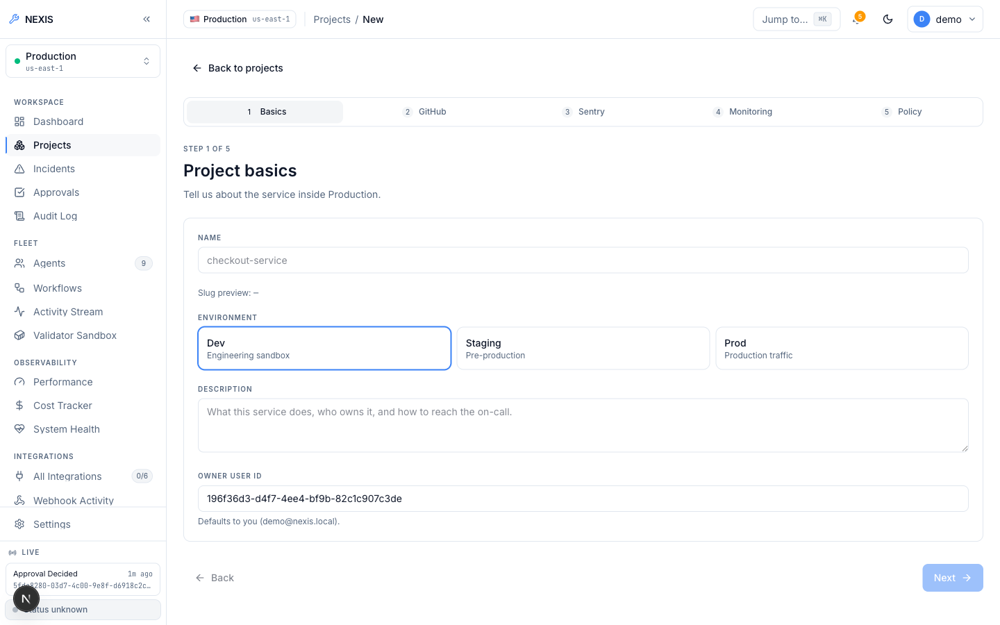 NEXIS
Production us-east-1
Projects / New
Jump to... ⌘K
5
D demo
Production
us-east-1
WORKSPACE
Dashboard
Projects
Incidents
Approvals
Audit Log
FLEET
Agents 9
Workflows
Activity Stream
Validator Sandbox
OBSERVABILITY
Performance
Cost Tracker
System Health
INTEGRATIONS
All Integrations 0/6
Webhook Activity
Settings
LIVE
Approval Decided 1m ago
03d7-4c00-9e8f-d6918c2c…
N
unknown
Back to projects
1 Basics
2 GitHub
3 Sentry
4 Monitoring
5 Policy
STEP 1 OF 5
Project basics
Tell us about the service inside Production.
NAME
checkout-service
Slug preview: —
ENVIRONMENT
Dev
Engineering sandbox
Staging
Pre-production
Prod
Production traffic
DESCRIPTION
What this service does, who owns it, and how to reach the on-call.
OWNER USER ID
196f36d3-d4f7-4ee4-bf9b-82c1c907c3de
Defaults to you (demo@nexis.local).
Back
Next